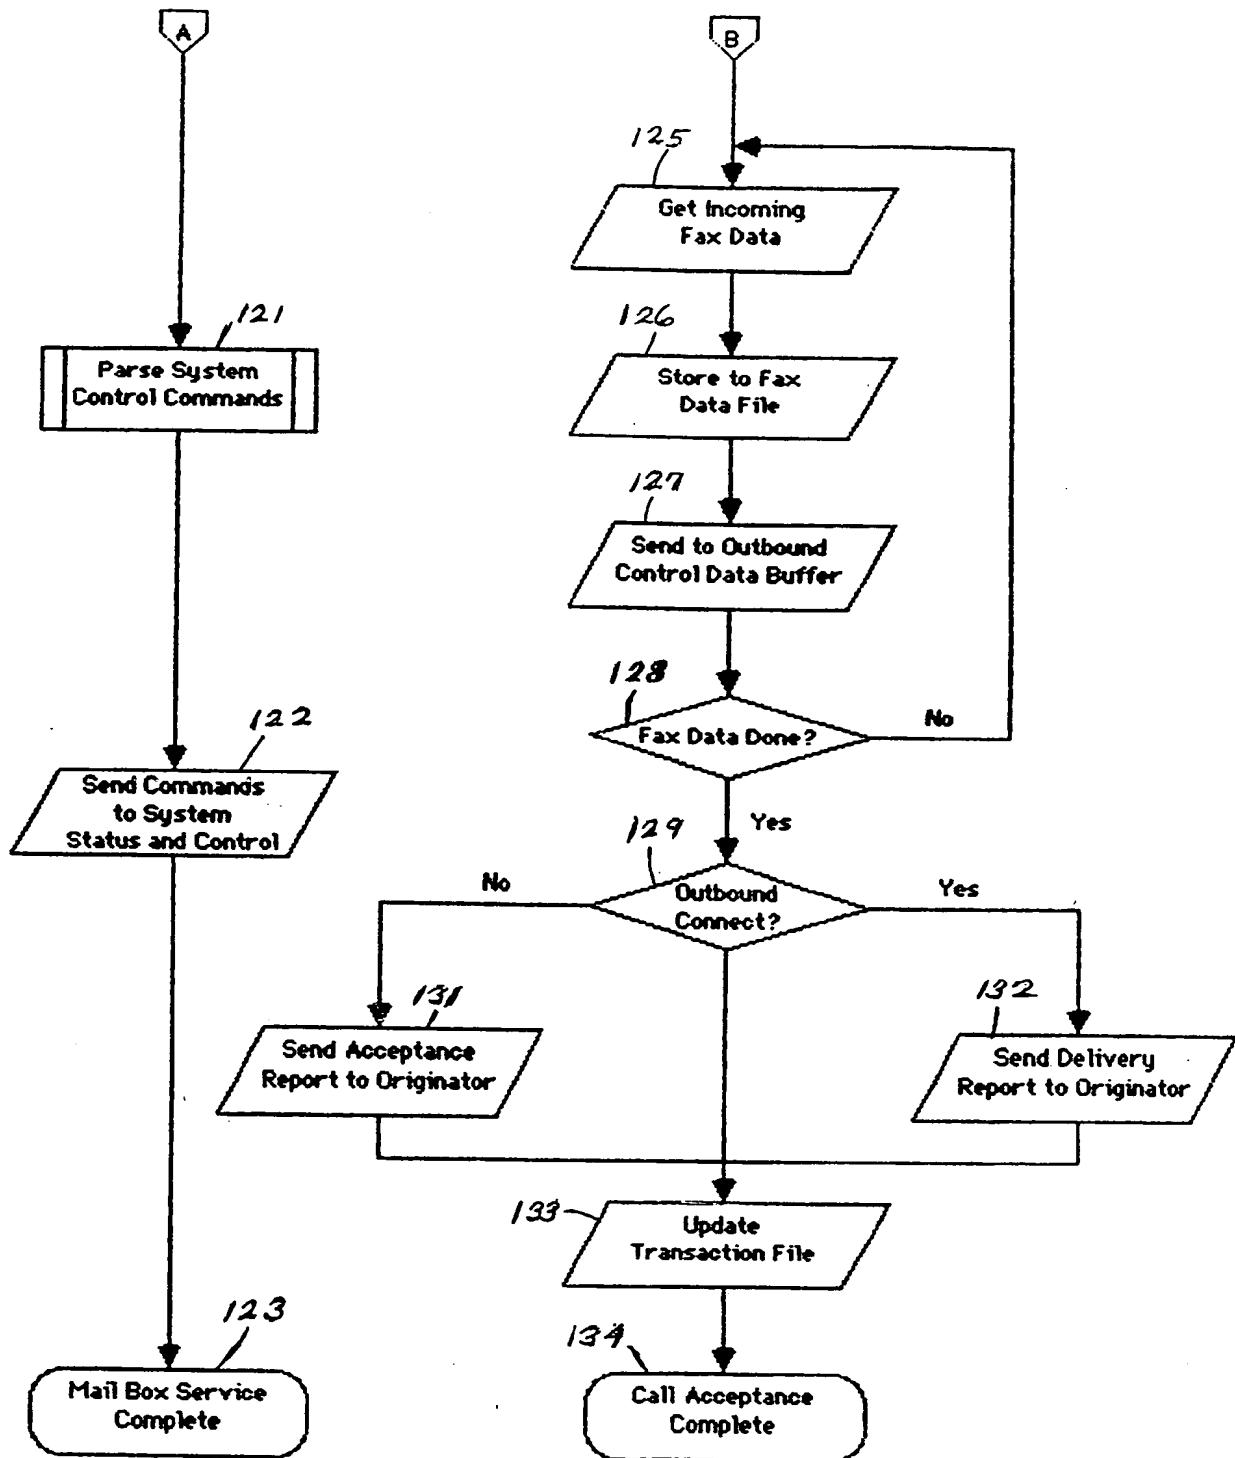 A
121
Parse System
Control Commands
122
Send Commands
to System
Status and Control
123
Mail Box Service
Complete
B
125
Get Incoming
Fax Data
126
Store to Fax
Data File
127
Send to Outbound
Control Data Buffer
128
Fax Data Done?
No
Yes
129
Outbound
Connect?
No
Yes
131
Send Acceptance
Report to Originator
132
Send Delivery
Report to Originator
133
Update
Transaction File
134
Call Acceptance
Complete